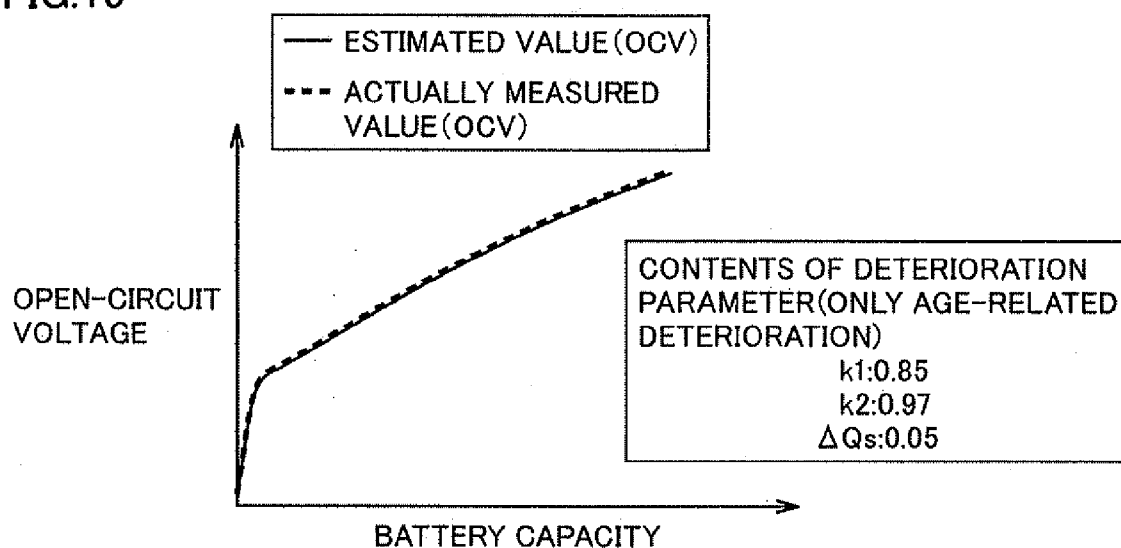 — ESTIMATED VALUE(OCV)
--- ACTUALLY MEASURED
VALUE(OCV)
OPEN-CIRCUIT
VOLTAGE
CONTENTS OF DETERIORATION
PARAMETER(ONLY AGE-RELATED
DETERIORATION)
k1:0.85
k2:0.97
ΔQs:0.05
BATTERY CAPACITY